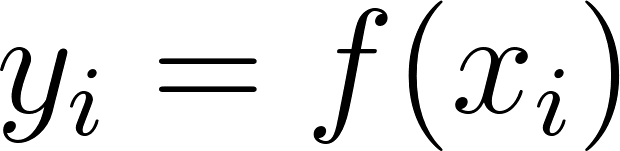 y_i = f(x_i)